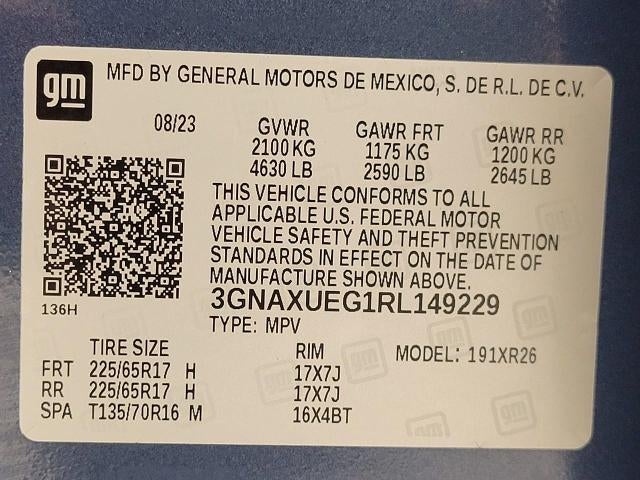 gm MFD BY GENERAL MOTORS DE MEXICO, S. DE R.L. DE C.V.
08/23 GVWR GAWR FRT GAWR RR
2100 KG 1175 KG 1200 KG
4630 LB 2590 LB 2645 LB
THIS VEHICLE CONFORMS TO ALL
APPLICABLE U.S. FEDERAL MOTOR
VEHICLE SAFETY AND THEFT PREVENTION
STANDARDS IN EFFECT ON THE DATE OF
MANUFACTURE SHOWN ABOVE.
3GNAXUEG1RL149229
136H
TYPE: MPV
TIRE SIZE RIM MODEL: 191XR26
FRT 225/65R17 H 17X7J
RR 225/65R17 H 17X7J
SPA T135/70R16 M 16X4BT